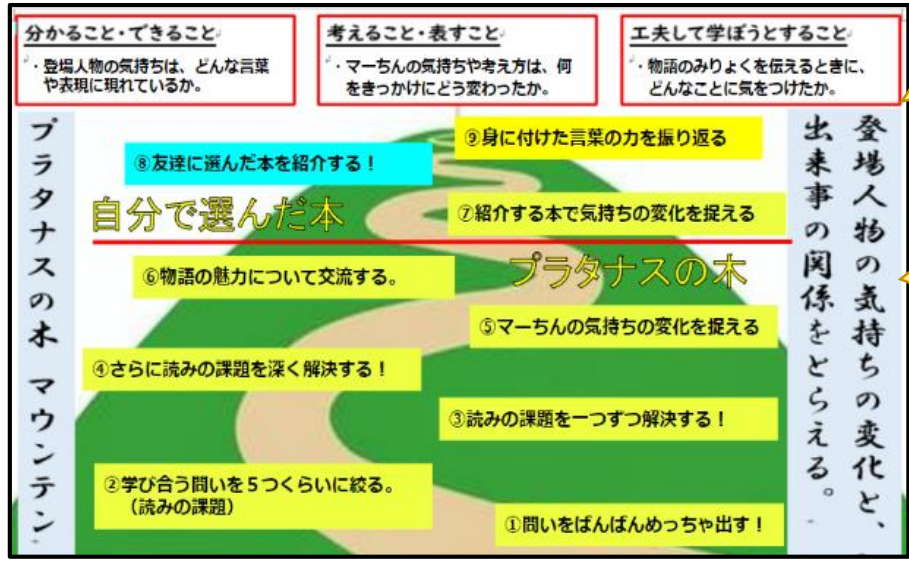 分かること・できること
・登場人物の気持ちは、どんな言葉
や表現に現れているか。
考えること・表すこと
・マーちんの気持ちや考え方は、何
をきっかけにどう変わったか。
工夫して学ぼうとすること
・物語のみりょくを伝えるときに、
どんなことに気をつけたか。
登場人物の気持ちの変化と、
出来事の関係をとらえる。
プラタナスの木 マウンテン
⑨身に付けた言葉の力を振り返る
⑧友達に選んだ本を紹介する！
自分で選んだ本
⑦紹介する本で気持ちの変化を捉える
⑥物語の魅力について交流する。
プラタナスの木
⑤マーちんの気持ちの変化を捉える
④さらに読みの課題を深く解決する！
③読みの課題を一つずつ解決する！
②学び合う問いを５つくらいに絞る。
（読みの課題）
①問いをばんばんめっちゃ出す！